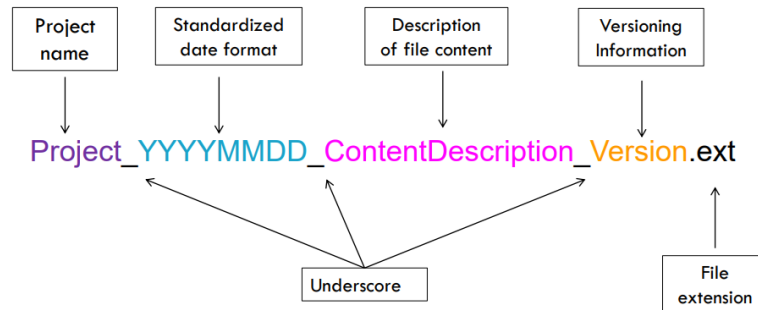 Project
name
Standardized
date format
Description
of file content
Versioning
Information
Project_YYYYMMDD_ContentDescription_Version.ext
Underscore
File
extension